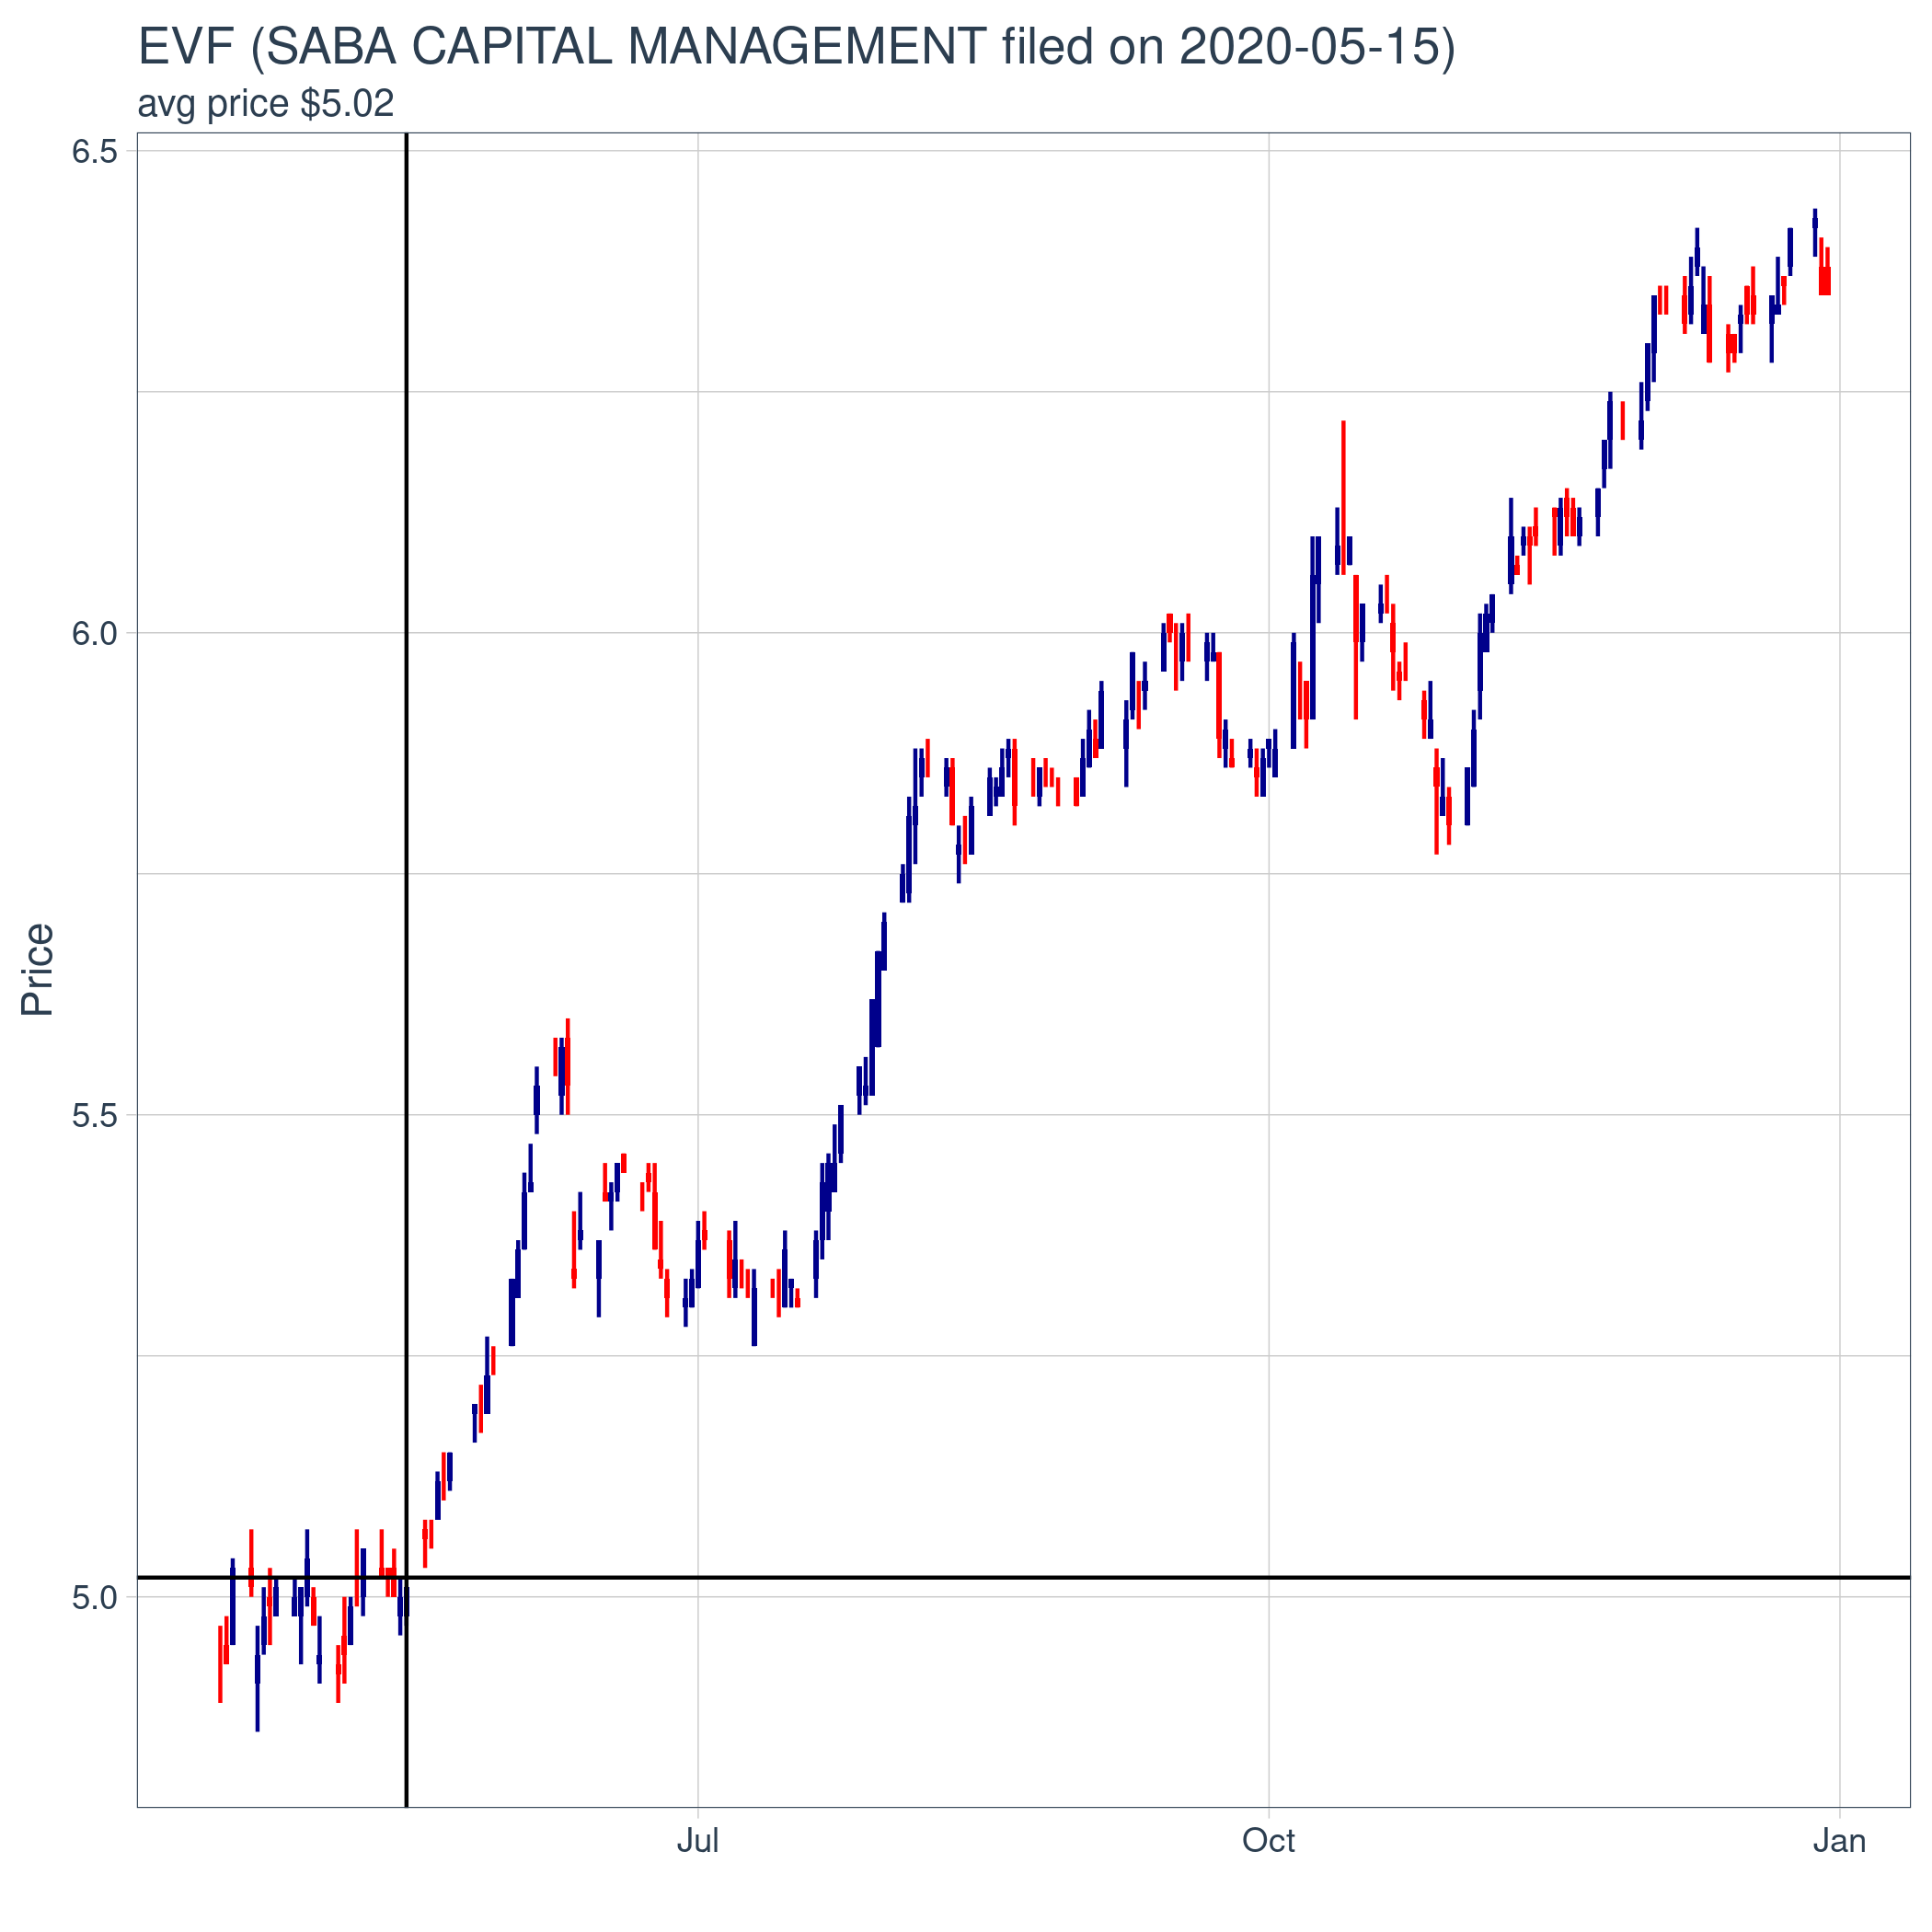 EVF (SABA CAPITAL MANAGEMENT filed on 2020-05-15)
avg price $5.02
6.5
6.0
5.5
5.0
Price
Jul Oct Jan